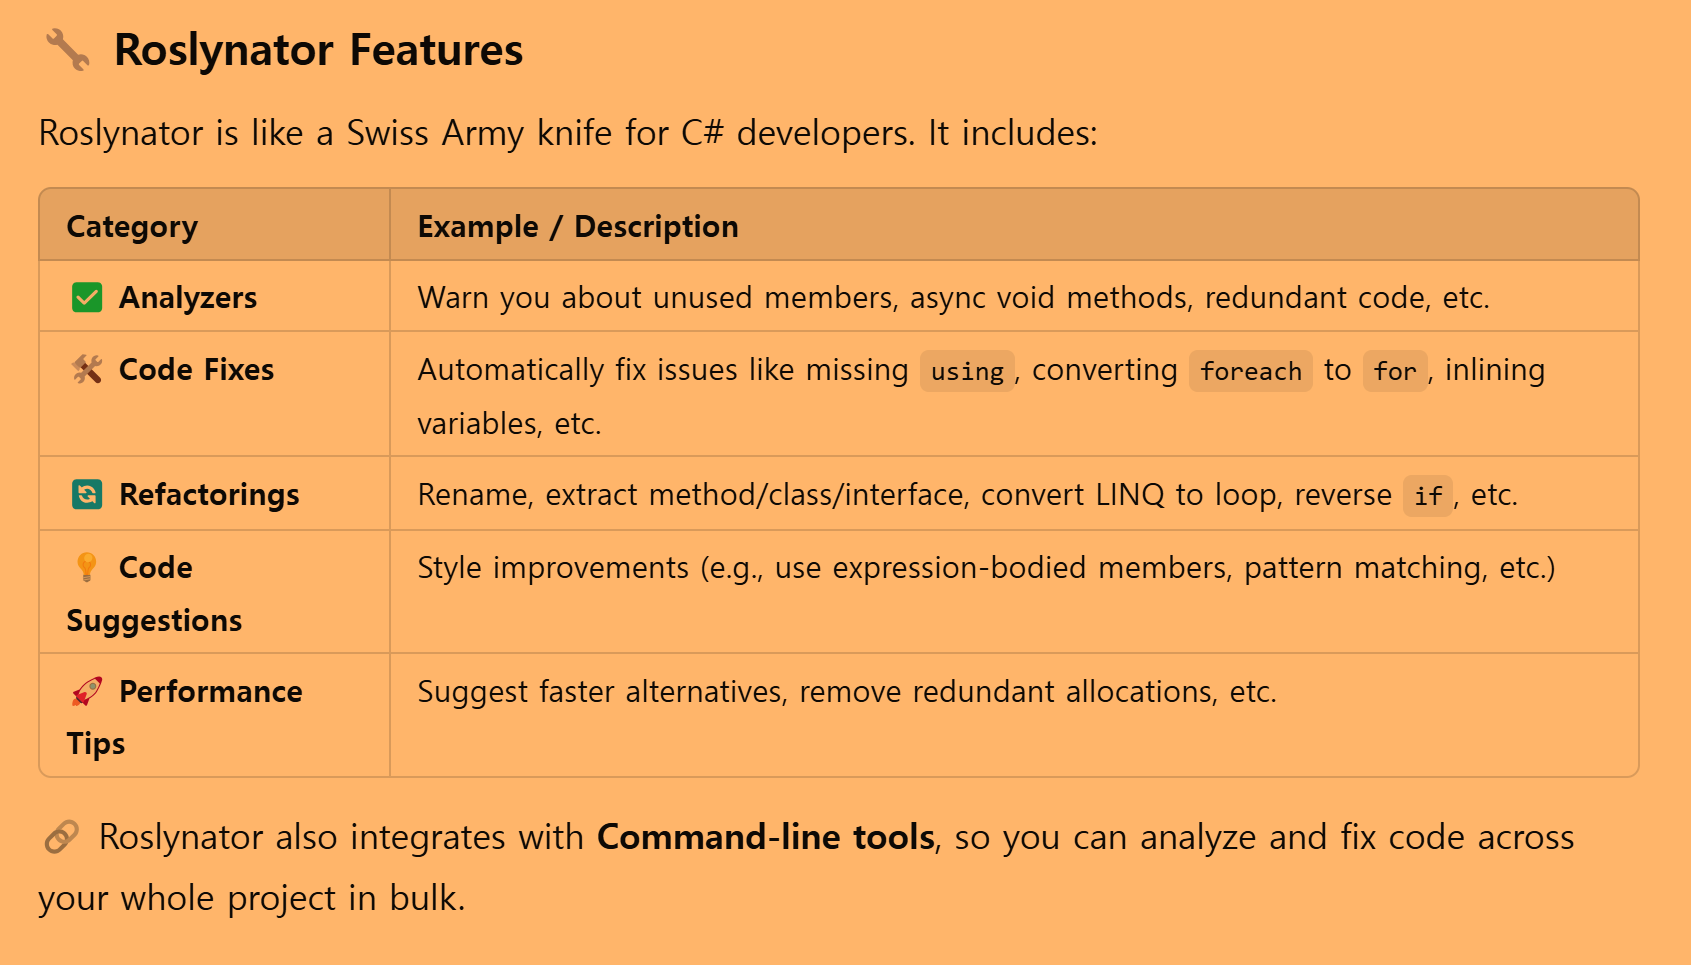 🔧 Roslynator Features
Roslynator is like a Swiss Army knife for C# developers. It includes:
Category Example / Description
✅ Analyzers Warn you about unused members, async void methods, redundant code, etc.
🛠 Code Fixes Automatically fix issues like missing using, converting foreach to for, inlining
variables, etc.
🔄 Refactorings Rename, extract method/class/interface, convert LINQ to loop, reverse if, etc.
💡 Code Style improvements (e.g., use expression-bodied members, pattern matching, etc.)
Suggestions
🚀 Performance Suggest faster alternatives, remove redundant allocations, etc.
Tips
🔗 Roslynator also integrates with Command-line tools, so you can analyze and fix code across
your whole project in bulk.